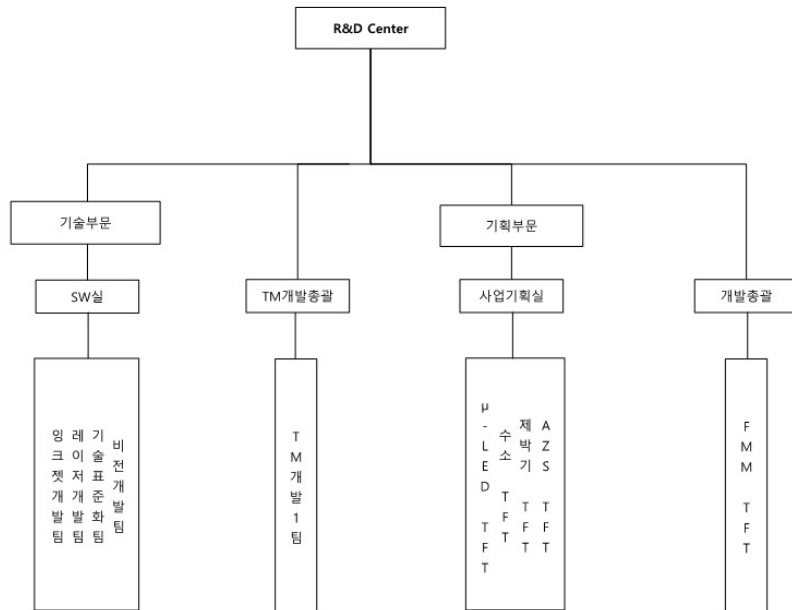 R&D Center
기술부문
기획부문
SW실
TM개발총괄
사업기획실
개발총괄
잉크젯개발팀
레이저개발팀
기술표준화팀
비전개발팀
TM개발1팀
μ-LED TFT
수소 TFT
제박기 TFT
AZS TFT
FMM TFT